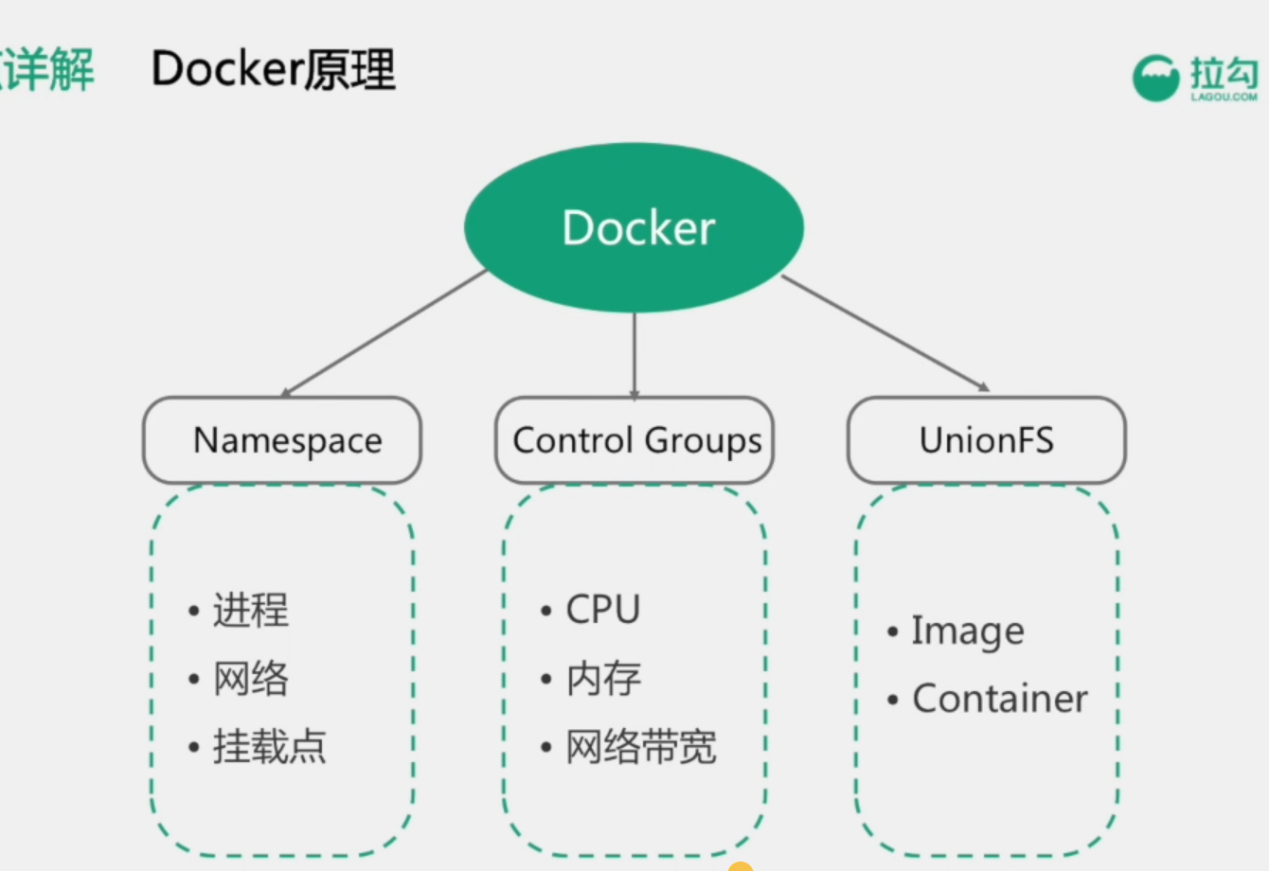 详解 Docker原理
拉勾
LAGOU.COM
Docker
Namespace
Control Groups
UnionFS
• 进程
• 网络
• 挂载点
• CPU
• 内存
• 网络带宽
• Image
• Container